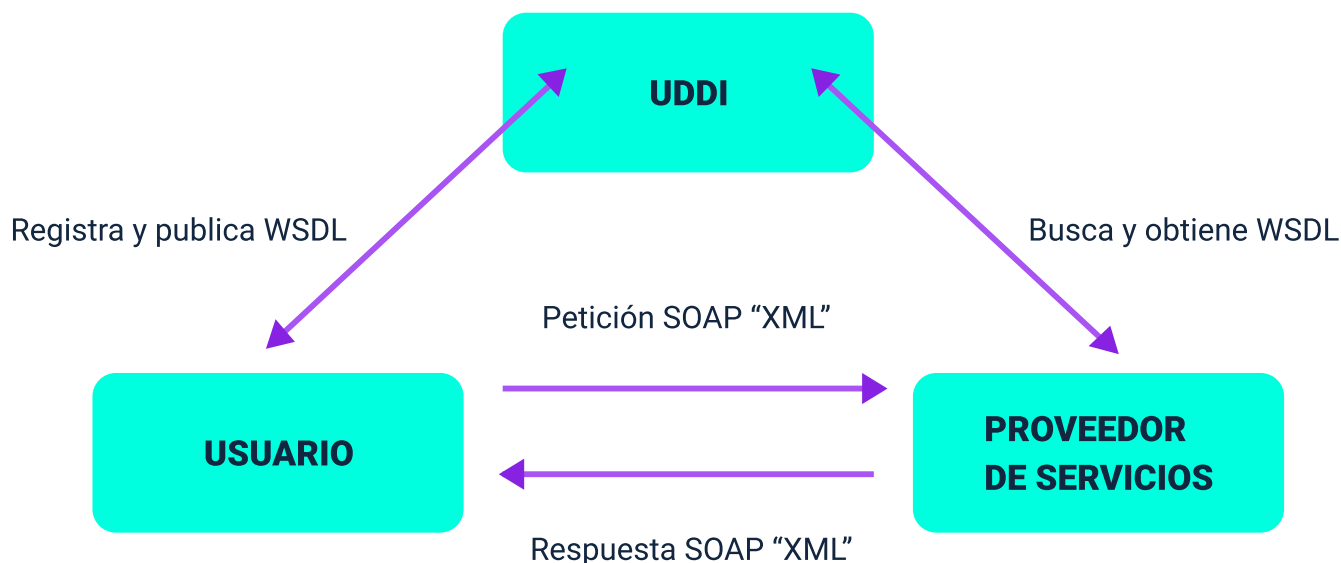 UDDI
Registra y publica WSDL
Busca y obtiene WSDL
Petición SOAP “XML”
USUARIO
PROVEEDOR
DE SERVICIOS
Respuesta SOAP “XML”